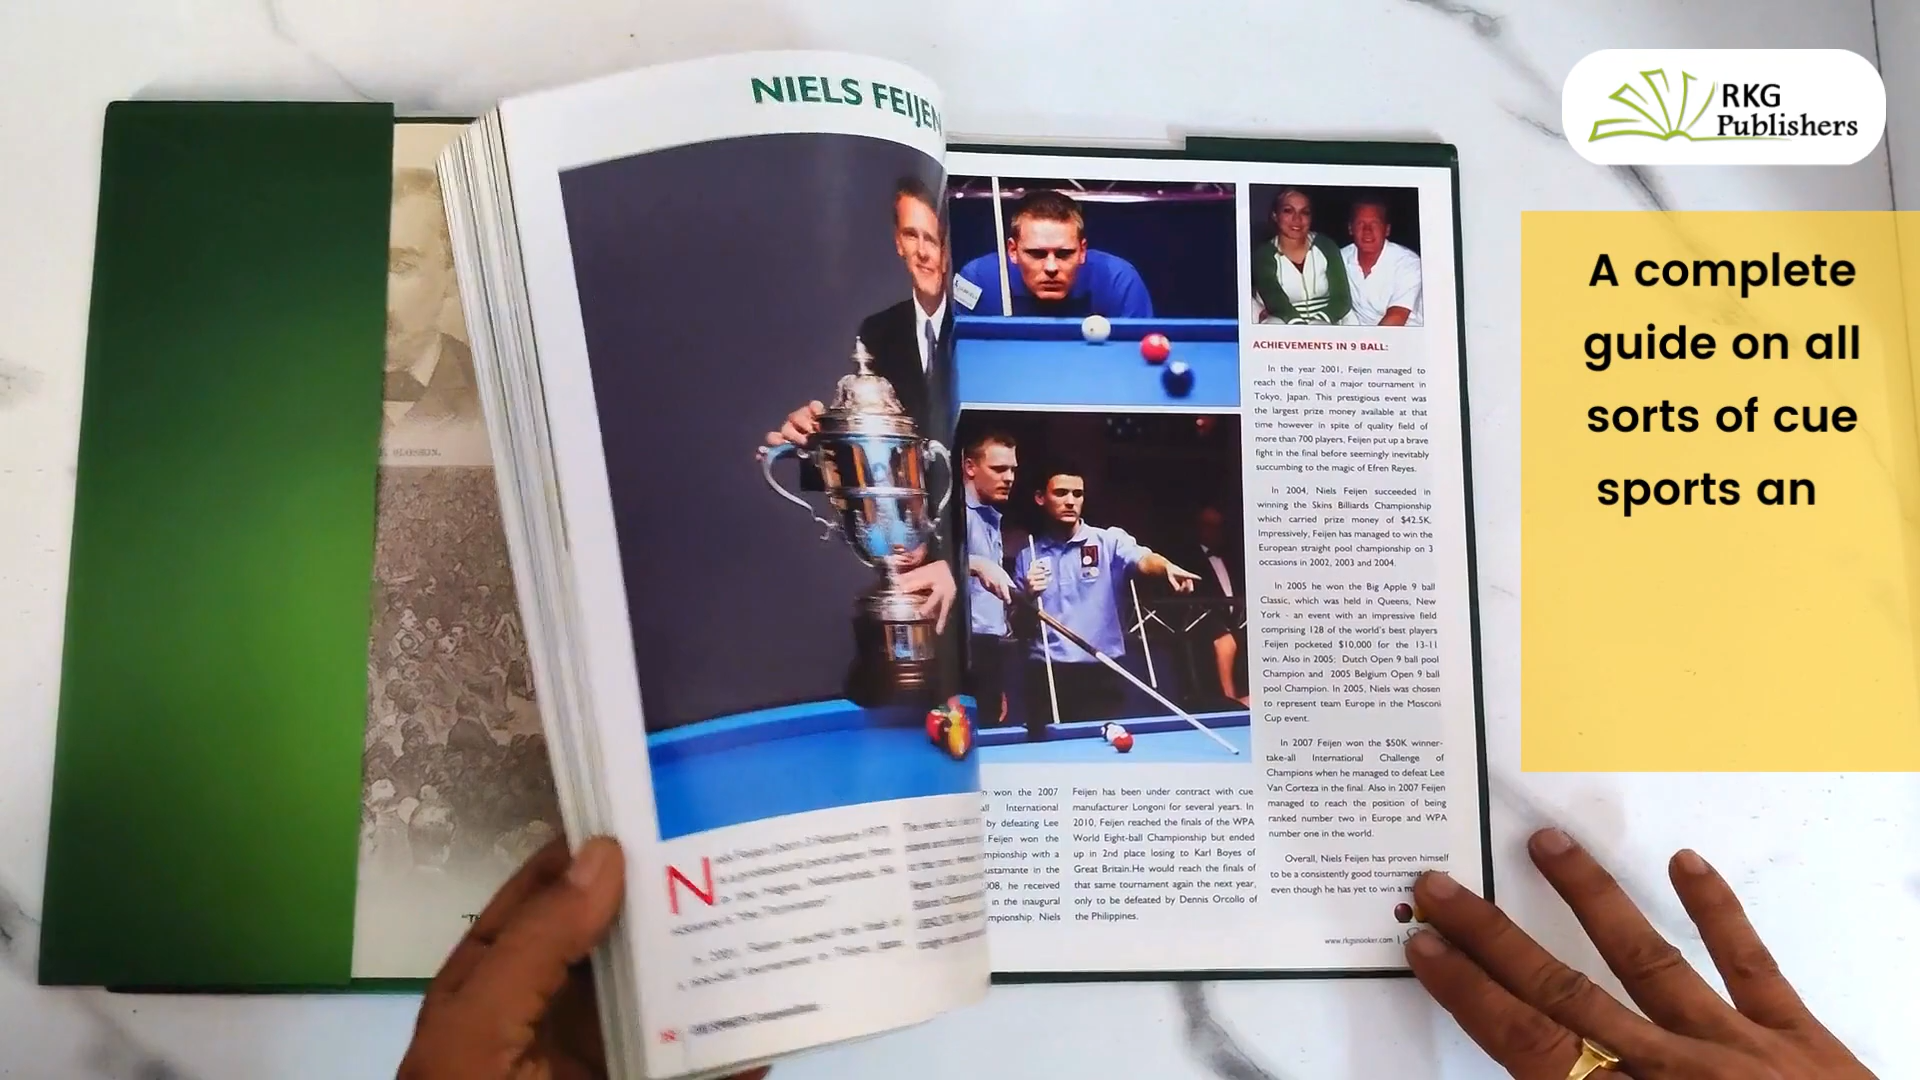 NIELS FEIJEN
RKG
Publishers
A complete
guide on all
sorts of cue
sports an
ACHIEVEMENTS IN 9 BALL:
In the year 2001, Feijen managed to
reach the final of a major tournament in
Tokyo, Japan. This prestigious event was
the largest prize money available at that
time however in spite of quality field of
more than 700 players, Feijen put up a brave
fight in the final before seemingly inevitably
succumbing to the magic of Efren Reyes.
In 2004, Niels Feijen succeeded in
winning the Skins Billiards Championship
which carried prize money of $42.5K.
Impressively, Feijen has managed to win the
European straight pool championship on 3
occasions in 2002, 2003 and 2004.
In 2005 he won the Big Apple 9 ball
Classic, which was held in Queens, New
York - an event with an impressive field
comprising 128 of the world's best players
.Feijen pocketed $10,000 for the 13-11
win. Also in 2005; Dutch Open 9 ball pool
Champion and 2005 Belgium Open 9 ball
pool Champion. In 2005, Niels was chosen
to represent team Europe in the Mosconi
Cup event.
In 2007 Feijen won the $50K winner-
take-all International Challenge of
Champions when he managed to defeat Lee
Van Corteza in the final. Also in 2007 Feijen
managed to reach the position of being
ranked number two in Europe and WPA
number one in the world.
Overall, Niels Feijen has proven himself
to be a consistently good tournament
even though he has yet to win a
won the 2007
all International
by defeating Lee
Feijen won the
with a
in the
he received
in the inaugural
Niels
Feijen has been under contract with cue
manufacturer Longoni for several years. In
2010, Feijen reached the finals of the WPA
World Eight-ball Championship but ended
up in 2nd place losing to Karl Boyes of
Great Britain.He would reach the finals of
that same tournament again the next year,
only to be defeated by Dennis Orcollo of
the Philippines.
www.rkgsnooker.com